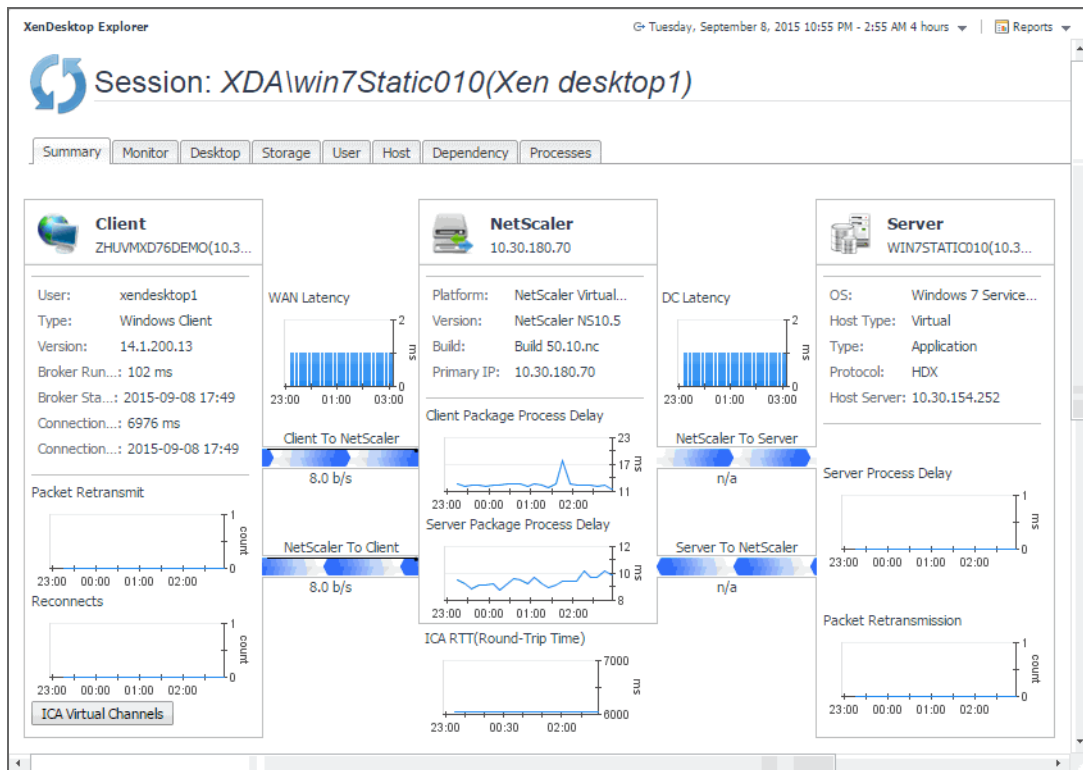 XenDesktop Explorer
Tuesday, September 8, 2015 10:55 PM - 2:55 AM 4 hours
Reports
Session: XDA\win7Static010(Xen desktop1)
Summary Monitor Desktop Storage User Host Dependency Processes
Client
ZHUVMXD76DEMO(10.3...
User: xendesktop1
Type: Windows Client
Version: 14.1.200.13
Broker Run...: 102 ms
Broker Sta...: 2015-09-08 17:49
Connection...: 6976 ms
Connection...: 2015-09-08 17:49
Packet Retransmit
1
count
0
23:00 00:00 01:00 02:00
Reconnects
1
count
0
23:00 00:00 01:00 02:00
ICA Virtual Channels
WAN Latency
2
ms
0
23:00 01:00 03:00
Client To NetScaler
8.0 b/s
NetScaler To Client
8.0 b/s
NetScaler
10.30.180.70
Platform: NetScaler Virtual...
Version: NetScaler NS10.5
Build: Build 50.10.nc
Primary IP: 10.30.180.70
Client Package Process Delay
23
17
ms
11
23:00 00:00 01:00 02:00
Server Package Process Delay
12
10
ms
8
23:00 00:00 01:00 02:00
ICA RTT(Round-Trip Time)
7000
ms
6000
23:00 00:30 02:00
DC Latency
2
ms
0
23:00 01:00 03:00
NetScaler To Server
n/a
Server To NetScaler
n/a
Server
WIN7STATIC010(10.3...
OS: Windows 7 Service...
Host Type: Virtual
Type: Application
Protocol: HDX
Host Server: 10.30.154.252
Server Process Delay
1
ms
0
23:00 00:00 01:00 02:00
Packet Retransmission
1
count
0
23:00 00:00 01:00 02:00